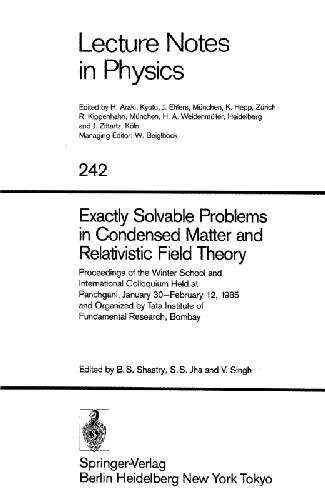 Lecture Notes
in Physics
Edited by H. Araki, Kyoto, J. Ehlers, München, K. Hepp, Zürich
R. Kippenhahn, München, H. A. Weidenmüller, Heidelberg
and J. Zittartz, Köln
Managing Editor: W. Beiglböck
242
Exactly Solvable Problems
in Condensed Matter and
Relativistic Field Theory
Proceedings of the Winter School and
International Colloquium Held at
Panchgani, January 30–February 12, 1985
and Organized by Tata Institute of
Fundamental Research, Bombay
Edited by B. S. Shastry, S. S. Jha and V. Singh
Springer-Verlag
Berlin Heidelberg New York Tokyo